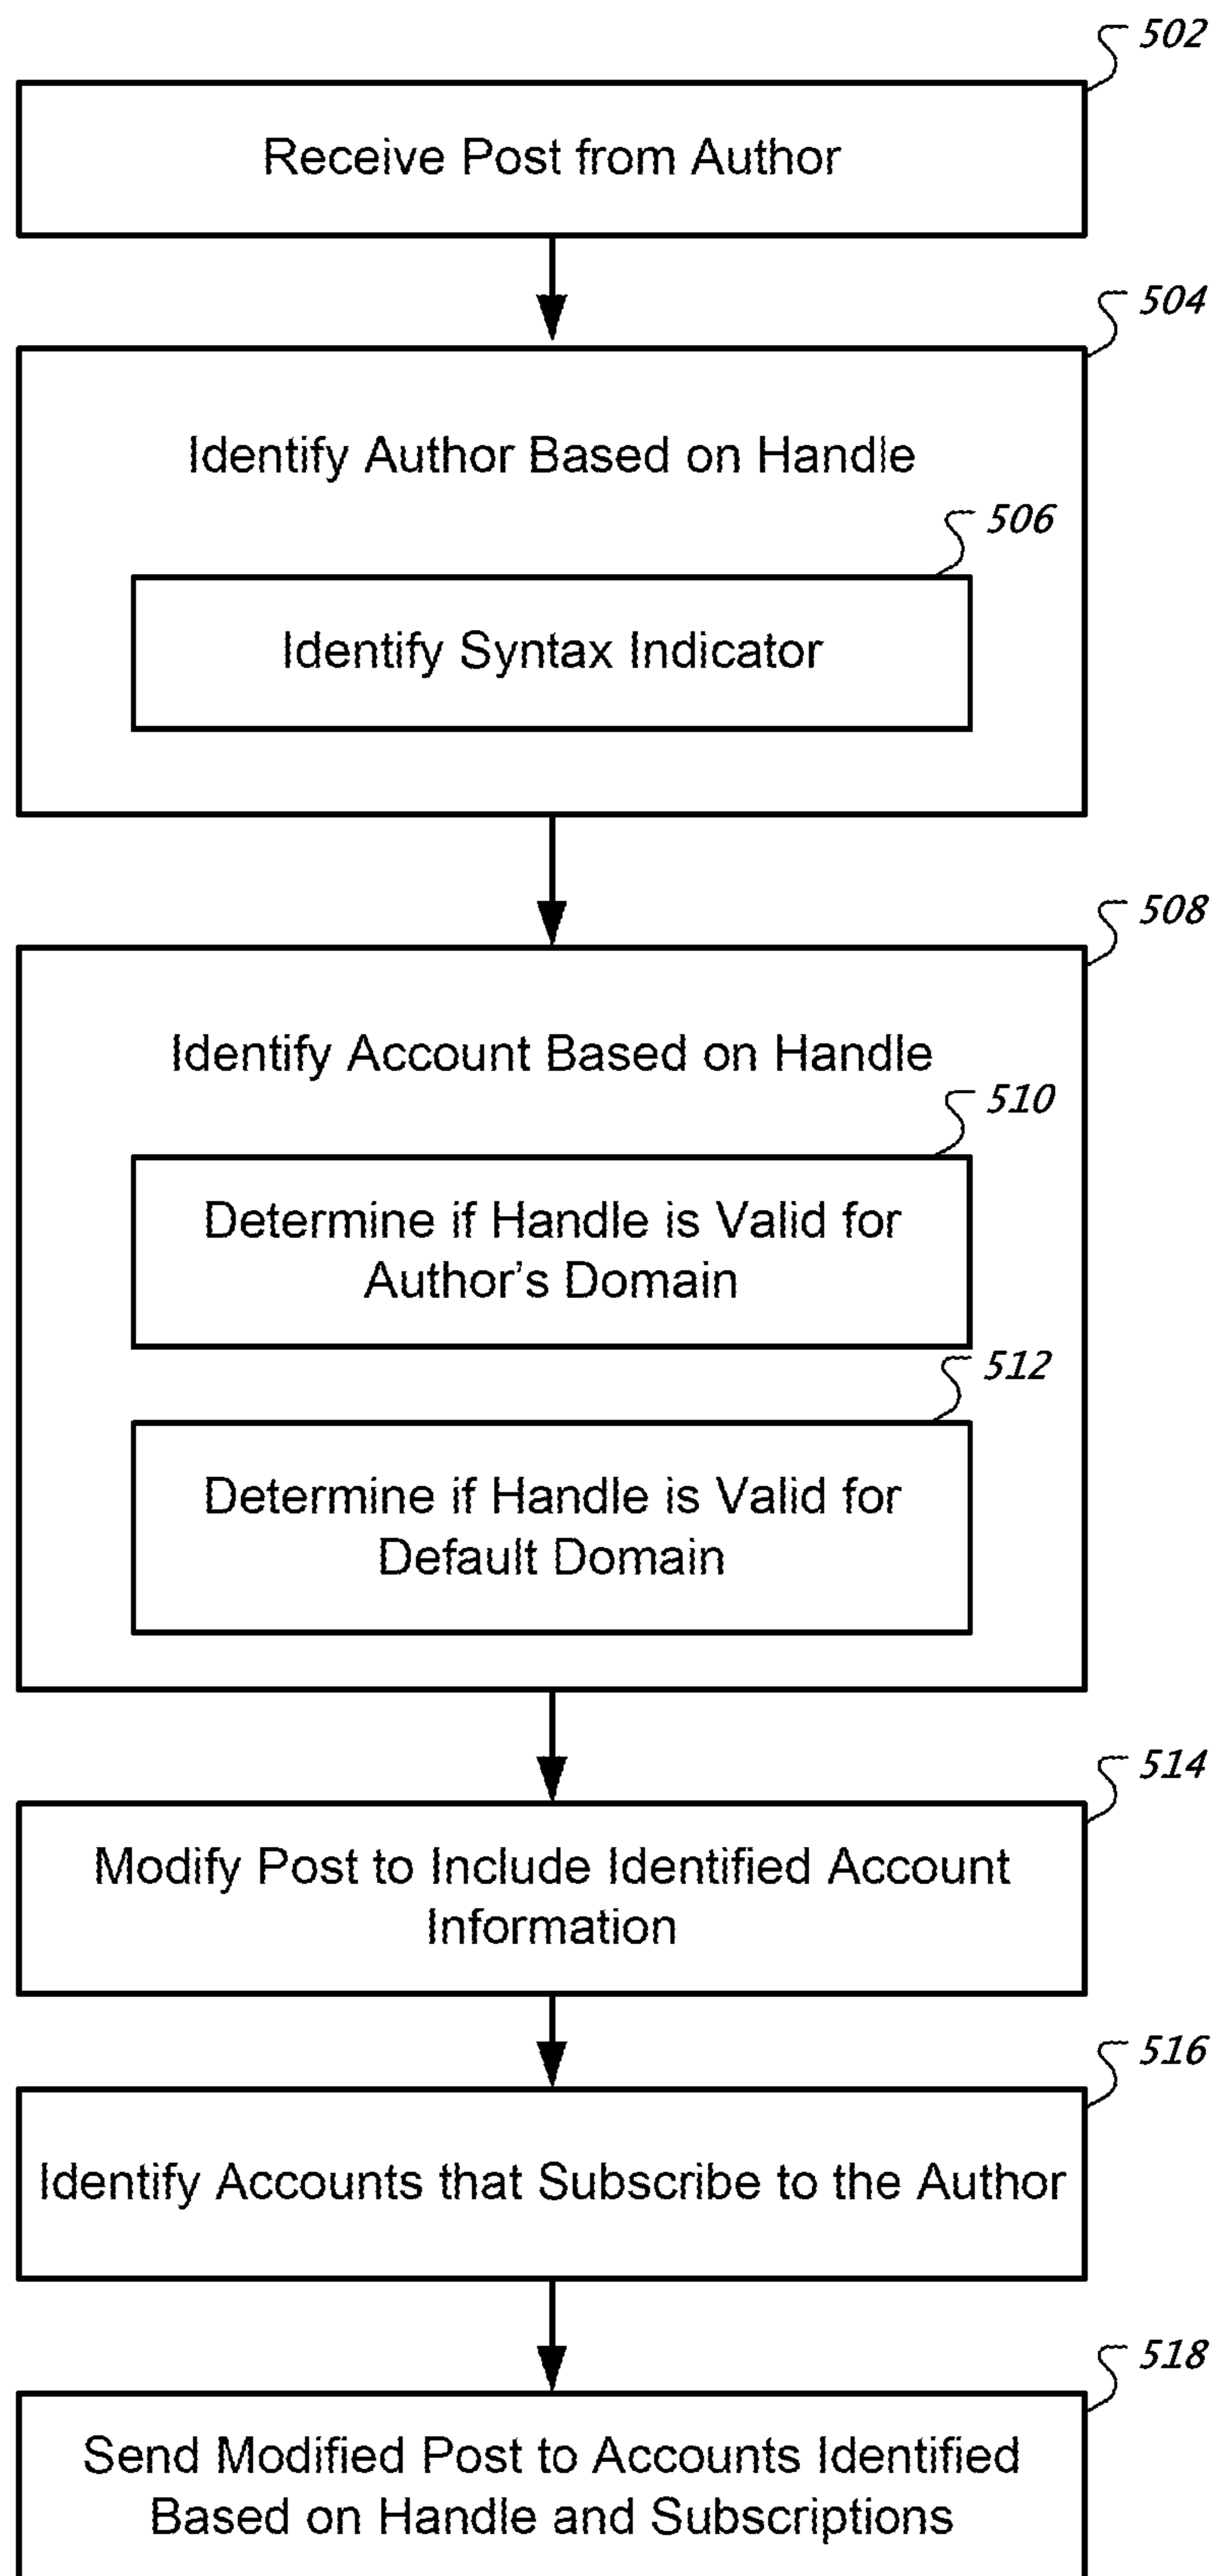 502
Receive Post from Author
504
Identify Author Based on Handle
506
Identify Syntax Indicator
508
Identify Account Based on Handle
510
Determine if Handle is Valid for
Author's Domain
512
Determine if Handle is Valid for
Default Domain
514
Modify Post to Include Identified Account
Information
516
Identify Accounts that Subscribe to the Author
518
Send Modified Post to Accounts Identified
Based on Handle and Subscriptions